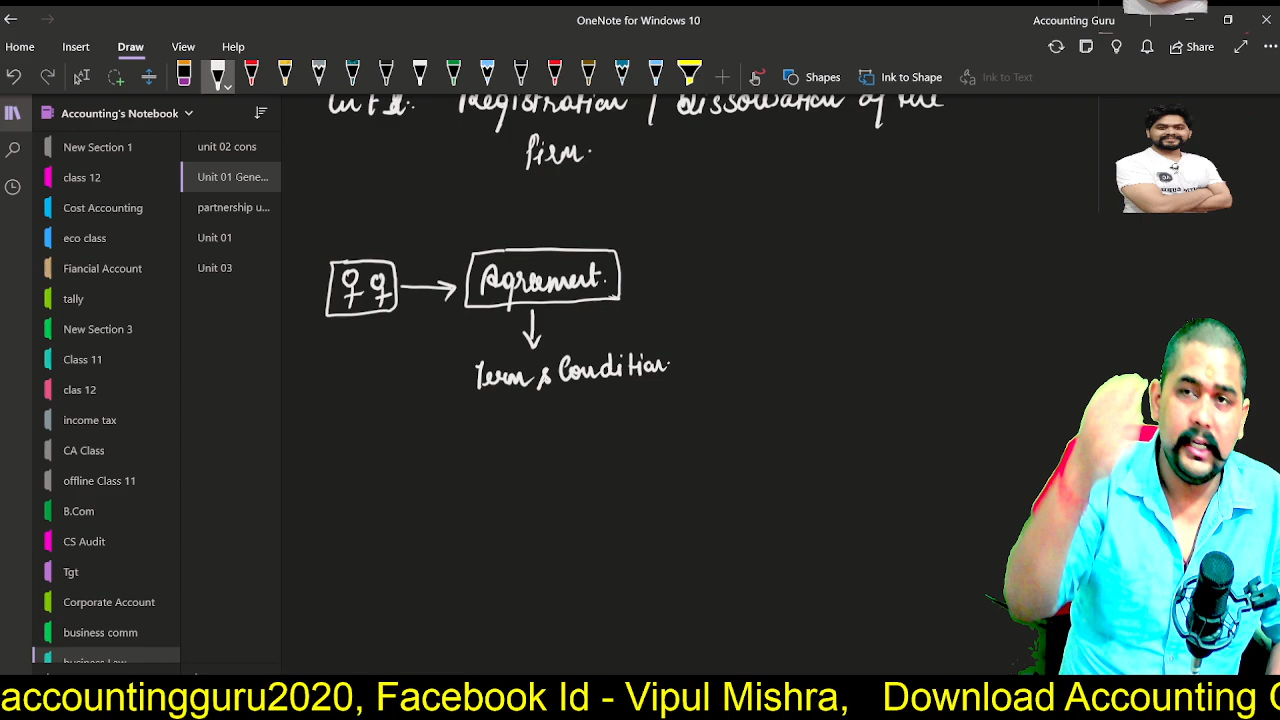 OneNote for Windows 10
Accounting Guru
Home Insert Draw View Help
Share
Shapes
Ink to Shape
Ink to Text
Accounting's Notebook
New Section 1
class 12
Cost Accounting
eco class
Fiancial Account
tally
New Section 3
Class 11
clas 12
income tax
CA Class
offline Class 11
B.Com
CS Audit
Tgt
Corporate Account
business comm
business Law
unit 02 cons
Unit 01 Gene...
partnership u...
Unit 01
Unit 03
Registration / dissolution of the
firm.
Agreement.
Term & Condition.
accountingguru2020, Facebook Id - Vipul Mishra, Download Accounting